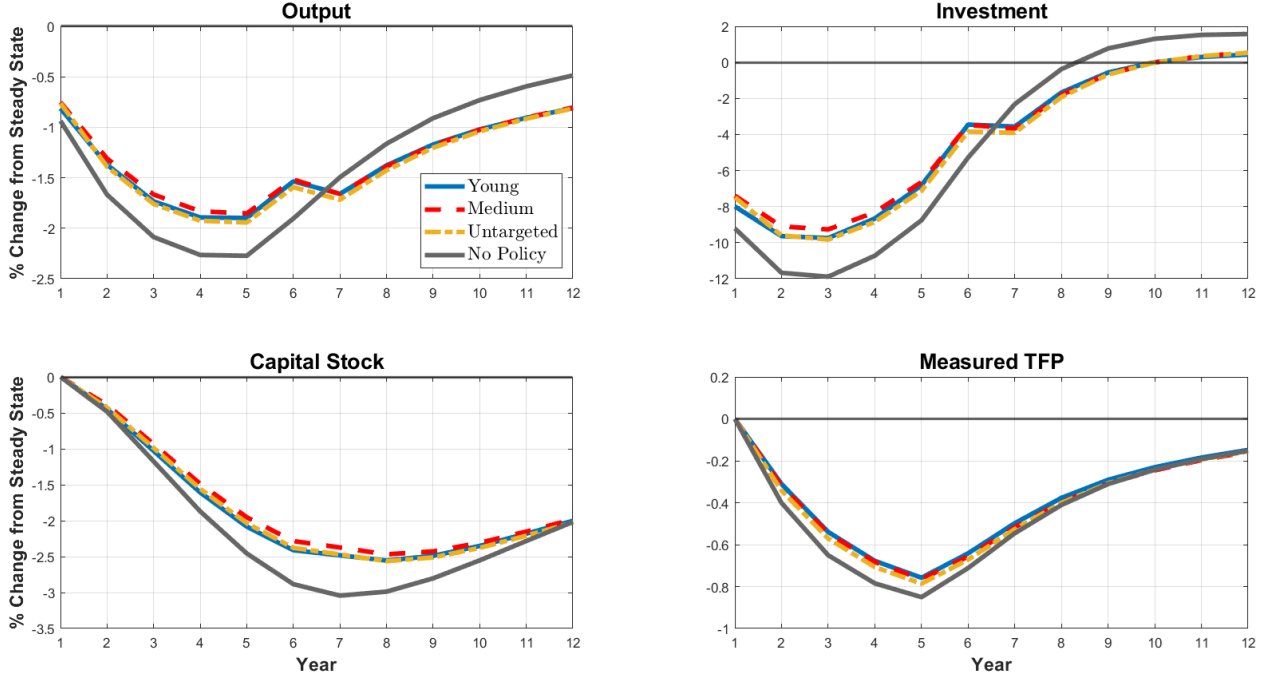 Output
% Change from Steady State
0
-0.5
-1
-1.5
-2
-2.5
1 2 3 4 5 6 7 8 9 10 11 12
Young
Medium
Untargeted
No Policy
Investment
2
0
-2
-4
-6
-8
-10
-12
1 2 3 4 5 6 7 8 9 10 11 12
Capital Stock
% Change from Steady State
0
-0.5
-1
-1.5
-2
-2.5
-3
-3.5
1 2 3 4 5 6 7 8 9 10 11 12
Year
Measured TFP
0.2
0
-0.2
-0.4
-0.6
-0.8
-1
1 2 3 4 5 6 7 8 9 10 11 12
Year